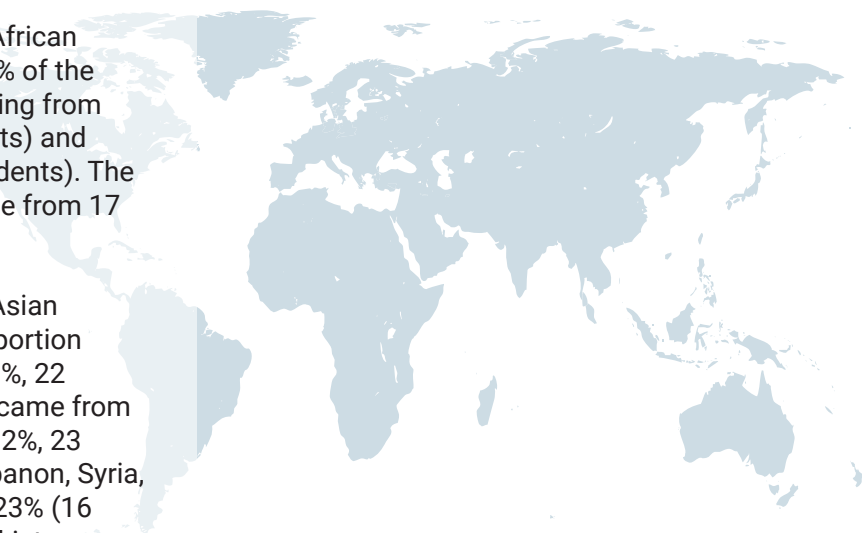 African
% of the
ing from
ts) and
dents). The
e from 17
Asian
portion
%, 22
came from
2%, 23
banon, Syria,
23% (16